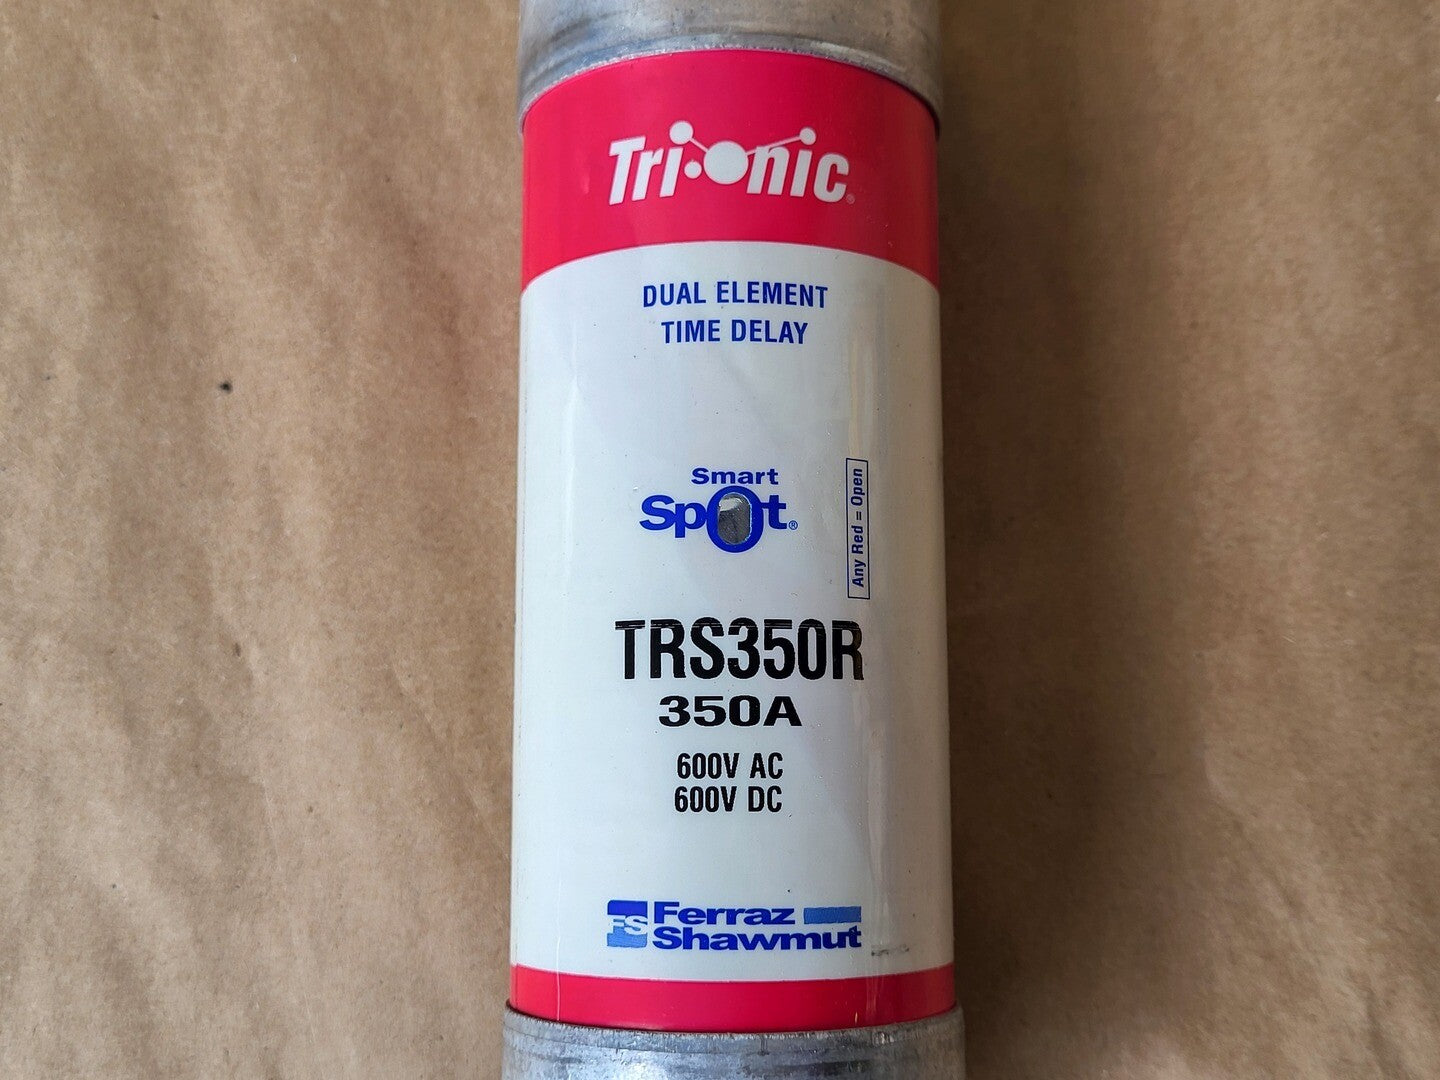 Tri-Onic®
DUAL ELEMENT
TIME DELAY
Smart
Spot®
Any Red = Open
TRS350R
350A
600V AC
600V DC
FS Ferraz
Shawmut